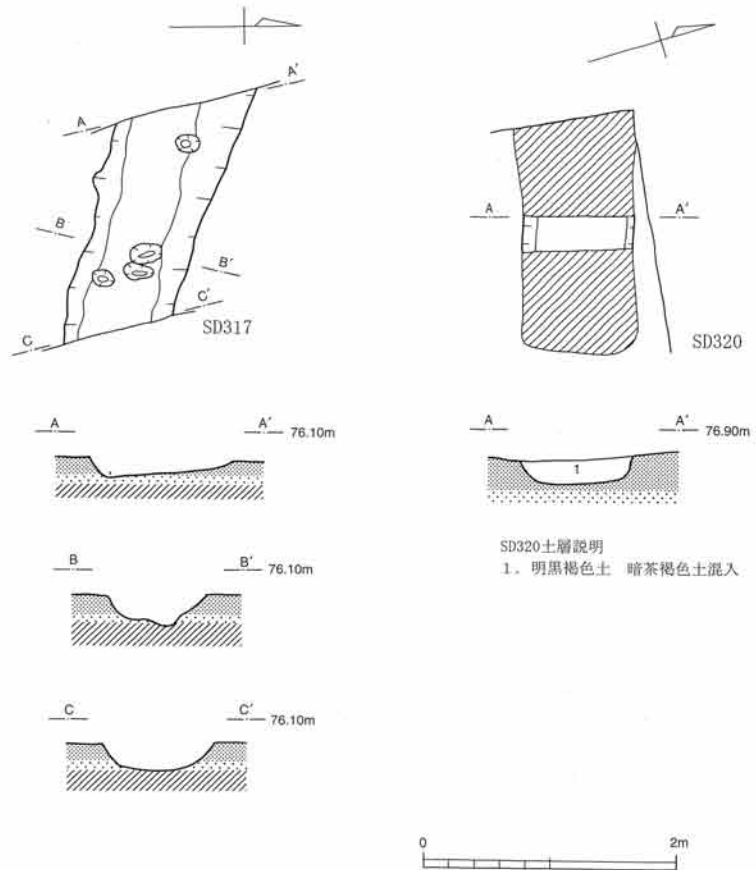 A
A′
B
B′
C
C′
SD317
A
A′
SD320
A
A′
76.10m
B
B′
76.10m
C
C′
76.10m
A
A′
76.90m
1
SD320土層説明
1. 明黒褐色土 暗茶褐色土混入
0
2m